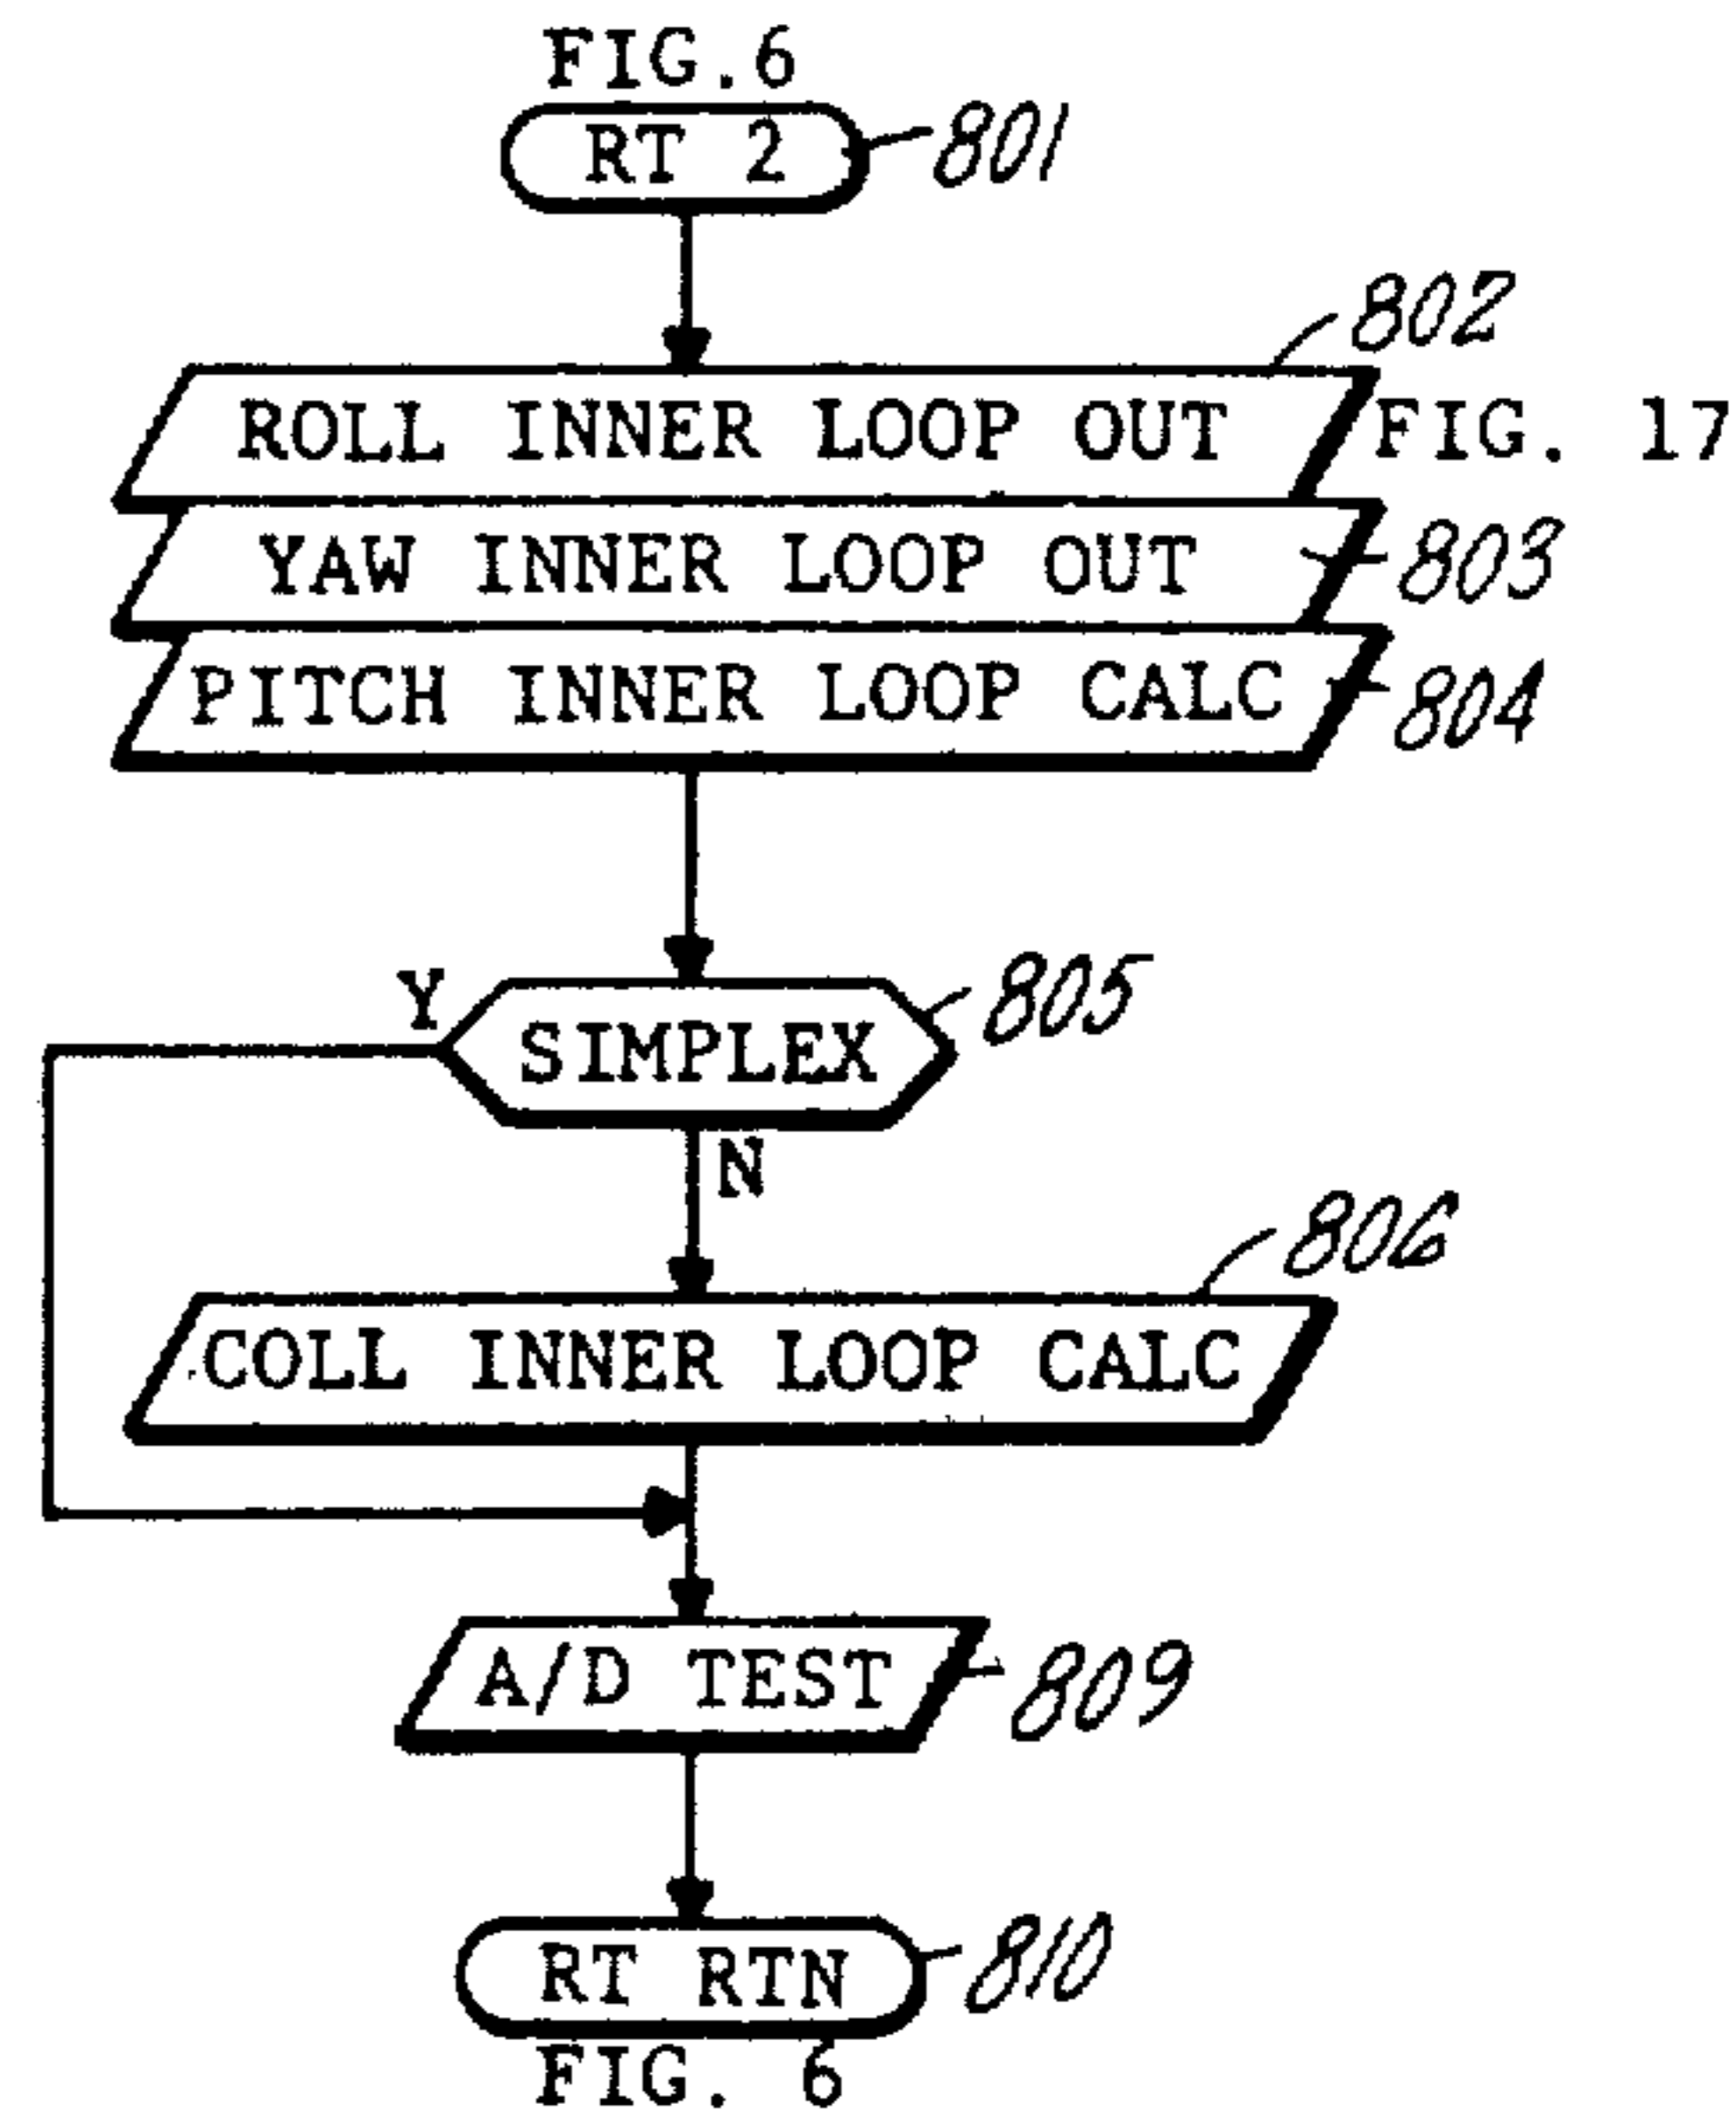 FIG.6
RT 2 801
802
ROLL INNER LOOP OUT FIG. 17
YAW INNER LOOP OUT 803
PITCH INNER LOOP CALC 804
Y
SIMPLEX 805
N
806
COLL INNER LOOP CALC
A/D TEST 809
RT RTN 810
FIG. 6